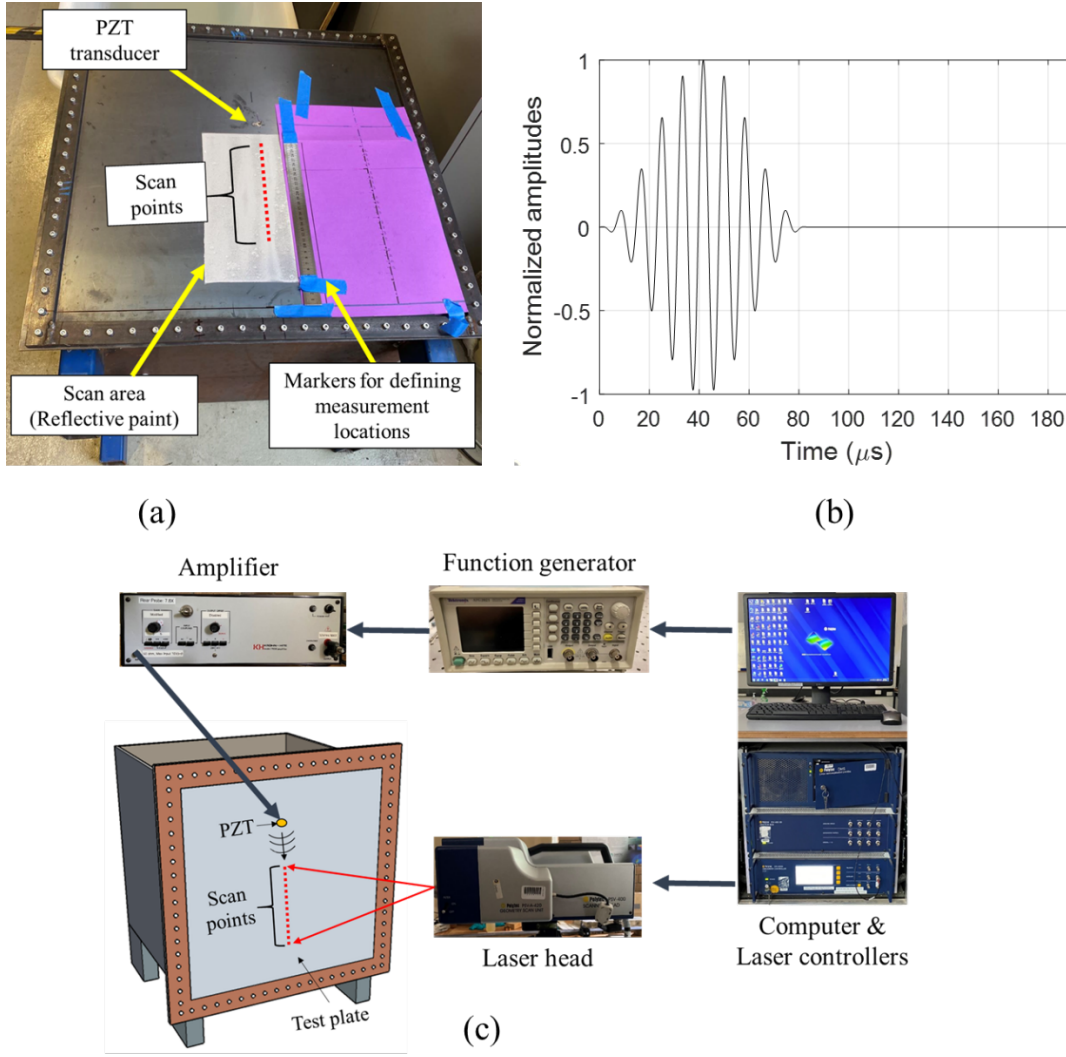 PZT
transducer
Scan
points
Scan area
(Reflective paint)
Markers for defining
measurement
locations
(a)
Normalized amplitudes
1
0.5
0
-0.5
-1
0 20 40 60 80 100 120 140 160 180
Time (μs)
(b)
Amplifier
Function generator
PZT
Scan
points
Test plate
Laser head
Computer &
Laser controllers
(c)